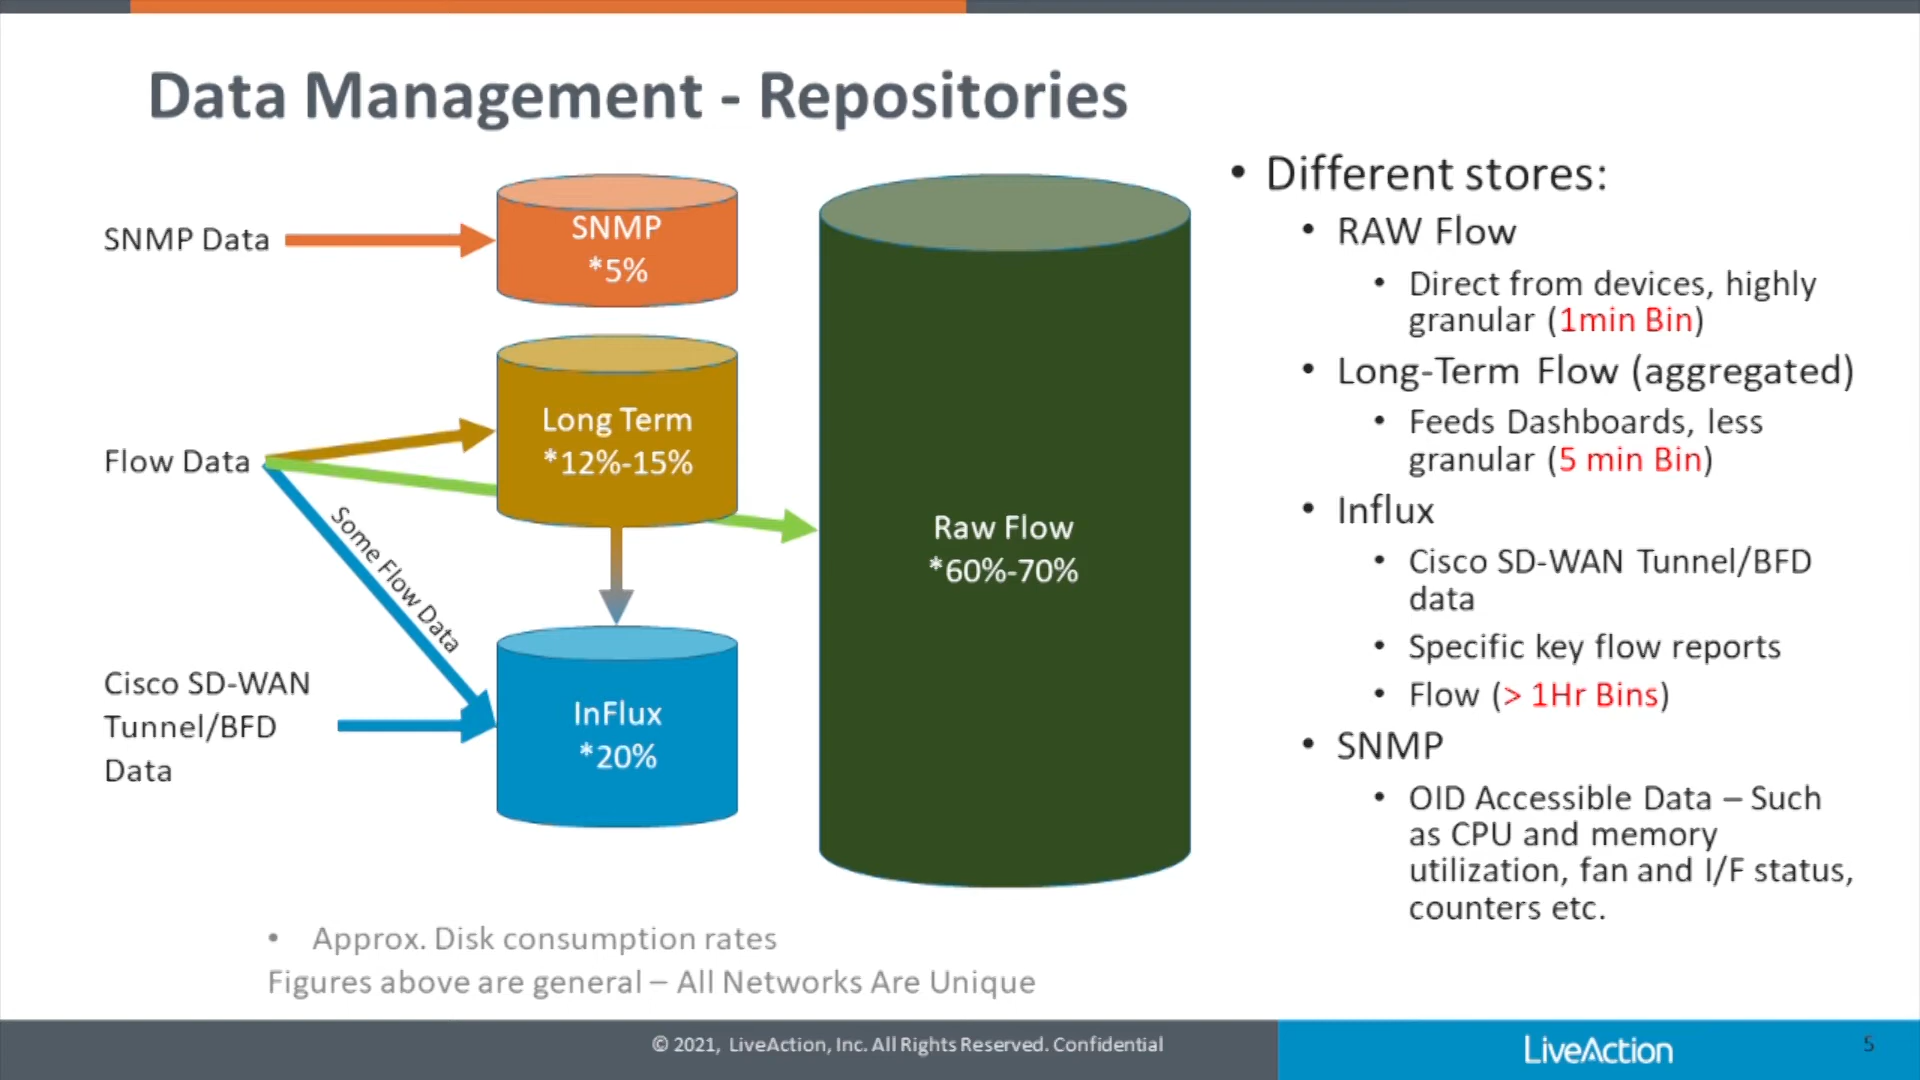 Data Management - Repositories
SNMP Data
SNMP
*5%
Flow Data
Long Term
*12%-15%
Some Flow Data
Cisco SD-WAN
Tunnel/BFD
Data
InFlux
*20%
Raw Flow
*60%-70%
• Approx. Disk consumption rates
Figures above are general – All Networks Are Unique
• Different stores:
• RAW Flow
• Direct from devices, highly
granular (1min Bin)
• Long-Term Flow (aggregated)
• Feeds Dashboards, less
granular (5 min Bin)
• Influx
• Cisco SD-WAN Tunnel/BFD
data
• Specific key flow reports
• Flow (> 1Hr Bins)
• SNMP
• OID Accessible Data – Such
as CPU and memory
utilization, fan and I/F status,
counters etc.
© 2021, LiveAction, Inc. All Rights Reserved. Confidential
LiveAction
5